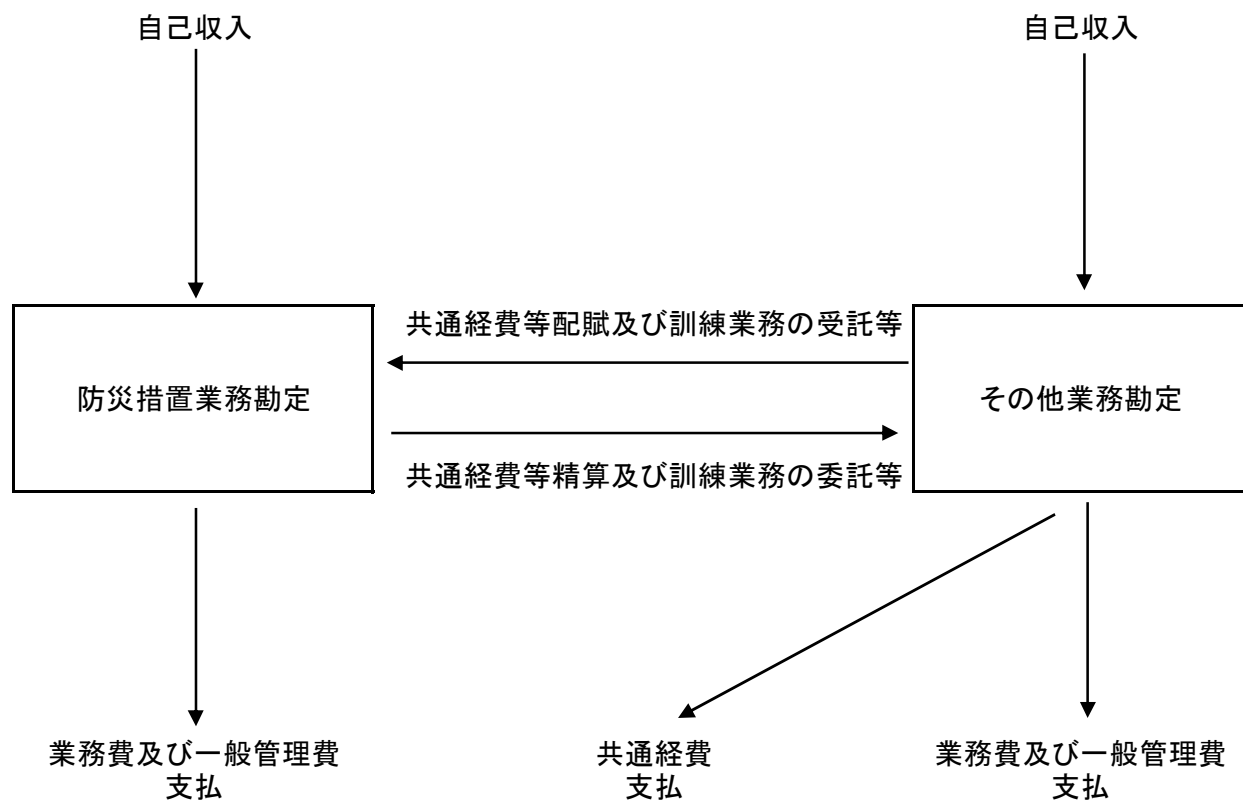 自己収入
自己収入
共通経費等配賦及び訓練業務の受託等
防災措置業務勘定
その他業務勘定
共通経費等精算及び訓練業務の委託等
業務費及び一般管理費
支払
共通経費
支払
業務費及び一般管理費
支払